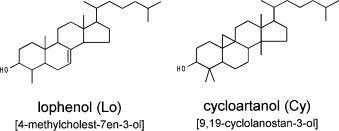 HO
HO
lophenol (Lo)
[4-methylcholest-7en-3-ol]
cycloartanol (Cy)
[9,19-cyclolanostan-3-ol]